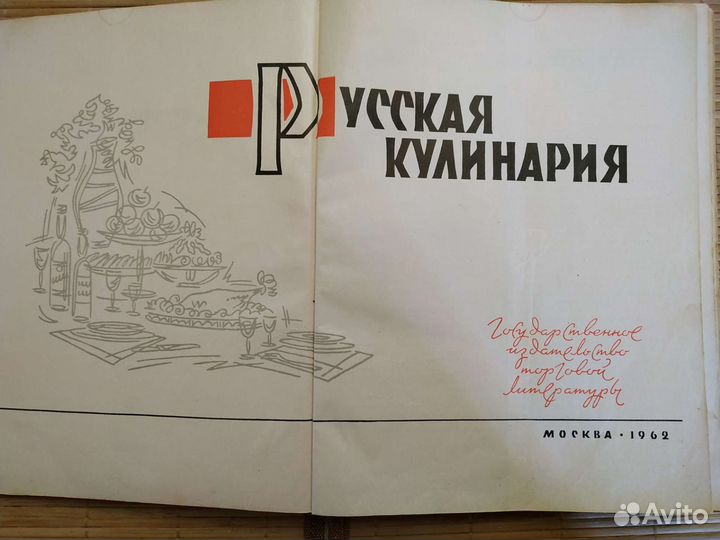 РУССКАЯ
КУЛИНАРИЯ
Государственное
издательство
торговой
литературы
МОСКВА • 1962
Avito